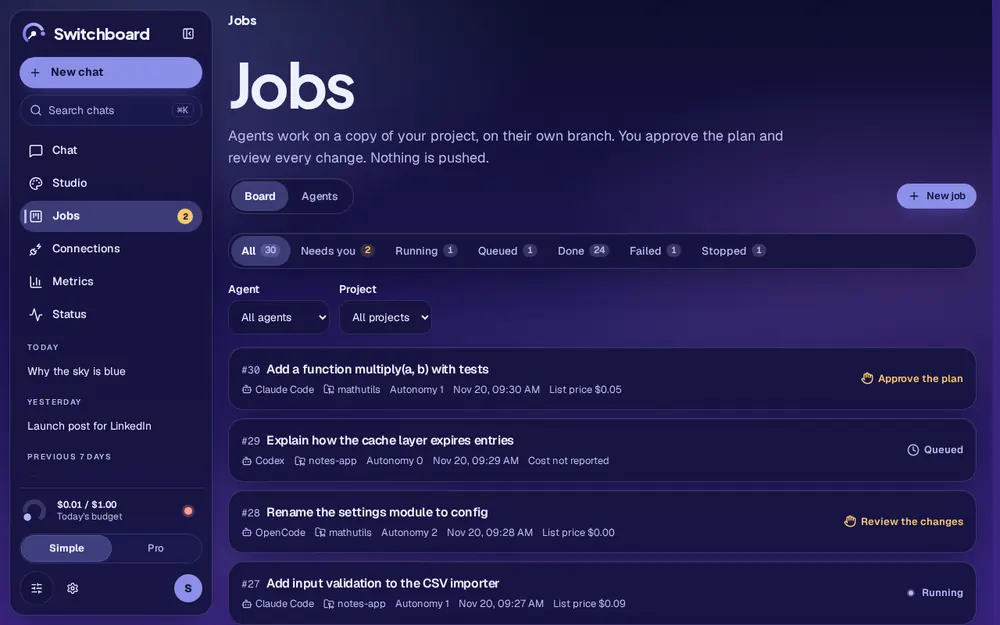 Switchboard
+ New chat
Search chats ⌘K
Chat
Studio
Jobs 2
Connections
Metrics
Status
TODAY
Why the sky is blue
YESTERDAY
Launch post for LinkedIn
PREVIOUS 7 DAYS
$0.01 / $1.00
Today's budget
Simple Pro
S
Jobs
Jobs
Agents work on a copy of your project, on their own branch. You approve the plan and
review every change. Nothing is pushed.
Board Agents
+ New job
All 30 Needs you 2 Running 1 Queued 1 Done 24 Failed 1 Stopped 1
Agent Project
All agents All projects
#30 Add a function multiply(a, b) with tests
Claude Code mathutils Autonomy 1 Nov 20, 09:30 AM List price $0.05
Approve the plan
#29 Explain how the cache layer expires entries
Codex notes-app Autonomy 0 Nov 20, 09:29 AM Cost not reported
Queued
#28 Rename the settings module to config
OpenCode mathutils Autonomy 2 Nov 20, 09:28 AM List price $0.00
Review the changes
#27 Add input validation to the CSV importer
Claude Code notes-app Autonomy 1 Nov 20, 09:27 AM List price $0.09
Running